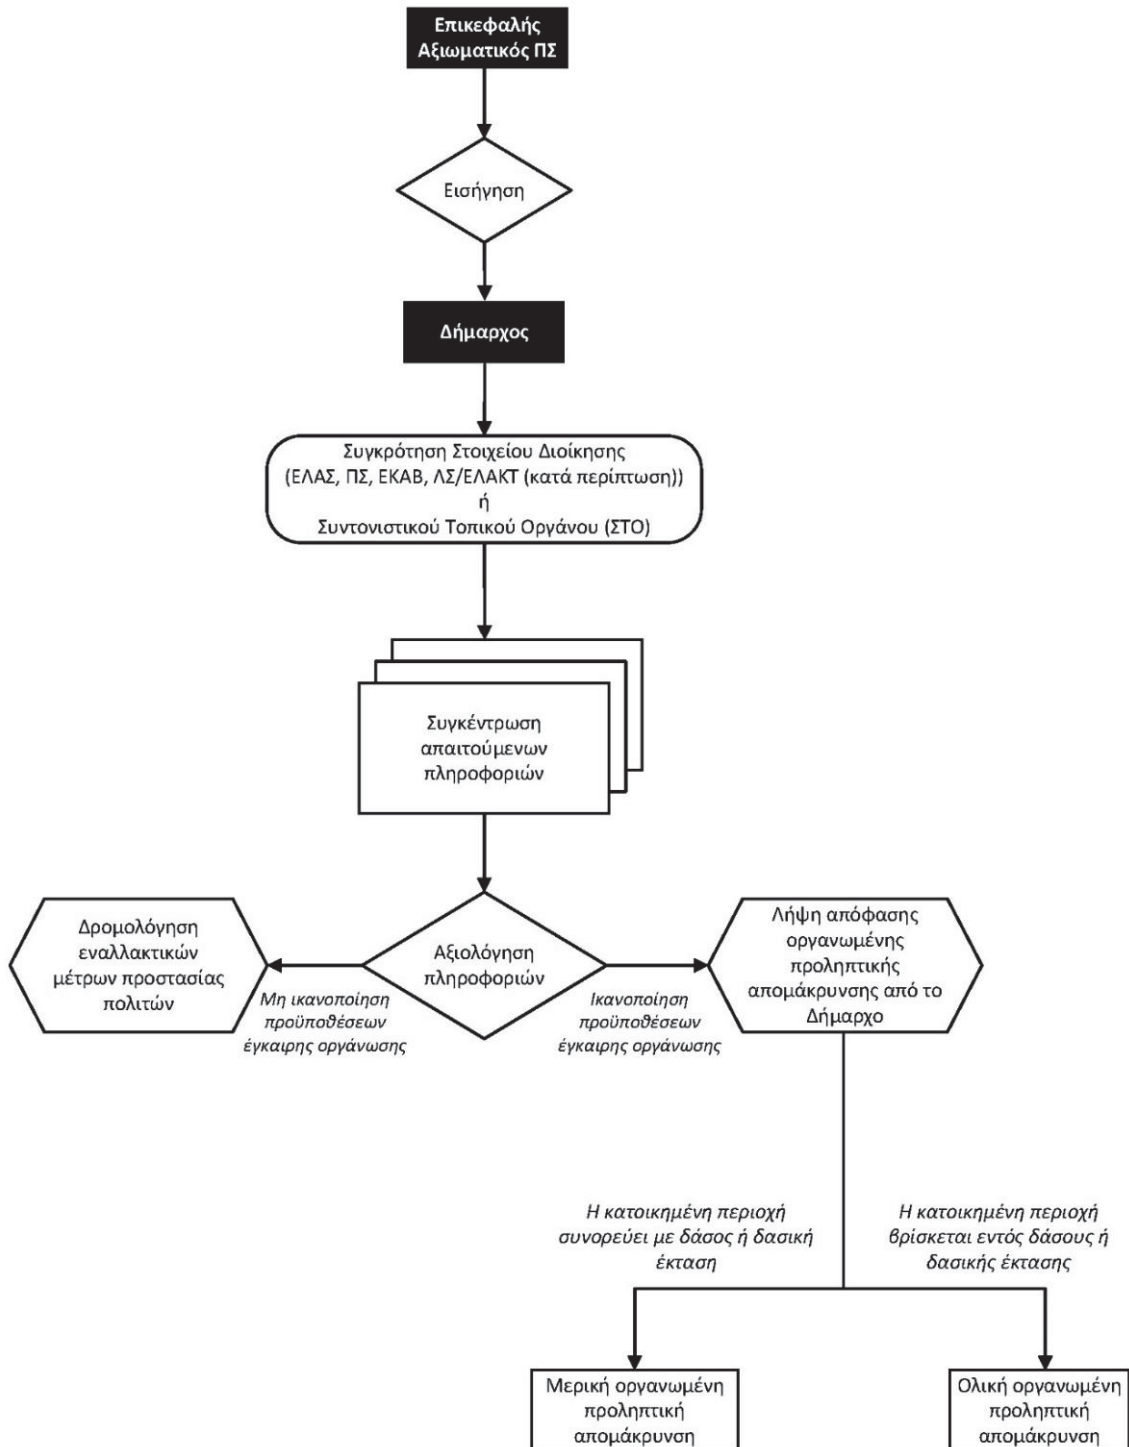 Επικεφαλής
Αξιωματικός ΠΣ
Εισήγηση
Δήμαρχος
Συγκρότηση Στοιχείου Διοίκησης
(ΕΛΑΣ, ΠΣ, ΕΚΑΒ, ΛΣ/ΕΛΑΚΤ (κατά περίπτωση))
ή
Συντονιστικού Τοπικού Οργάνου (ΣΤΟ)
Συγκέντρωση
απαιτούμενων
πληροφοριών
Δρομολόγηση
εναλλακτικών
μέτρων προστασίας
πολιτών
Μη ικανοποίηση
προϋποθέσεων
έγκαιρης οργάνωσης
Αξιολόγηση
πληροφοριών
Ικανοποίηση
προϋποθέσεων
έγκαιρης οργάνωσης
Λήψη απόφασης
οργανωμένης
προληπτικής
απομάκρυνσης από το
Δήμαρχο
Η κατοικημένη περιοχή
συνορεύει με δάσος ή δασική
έκταση
Η κατοικημένη περιοχή
βρίσκεται εντός δάσους ή
δασικής έκτασης
Μερική οργανωμένη
προληπτική
απομάκρυνση
Ολική οργανωμένη
προληπτική
απομάκρυνση